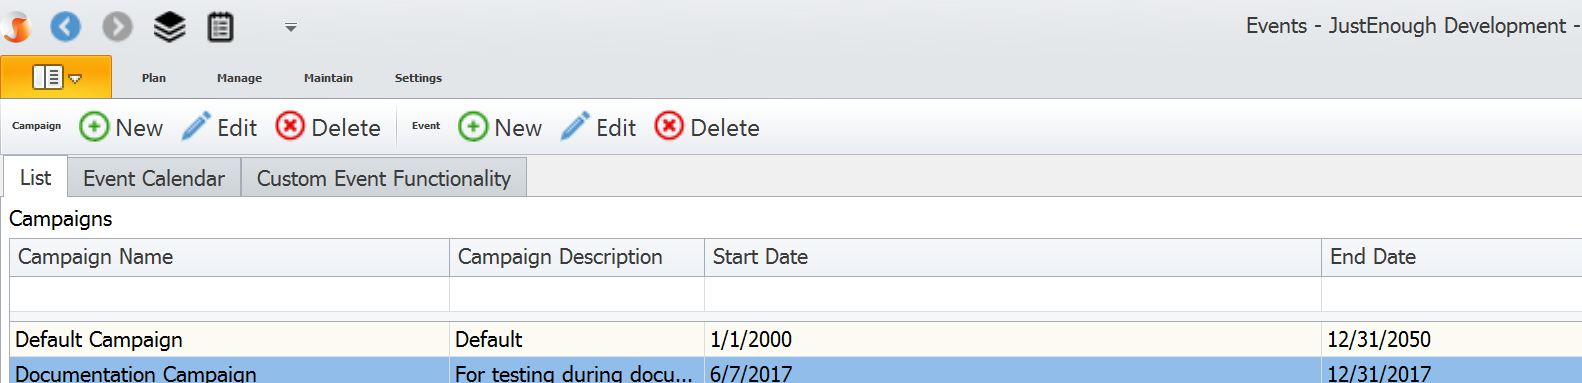 Events - JustEnough Development -
Plan Manage Maintain Settings
Campaign New Edit Delete Event New Edit Delete
List Event Calendar Custom Event Functionality
Campaigns
Campaign Name Campaign Description Start Date End Date
Default Campaign Default 1/1/2000 12/31/2050
Documentation Campaign For testing during docu... 6/7/2017 12/31/2017